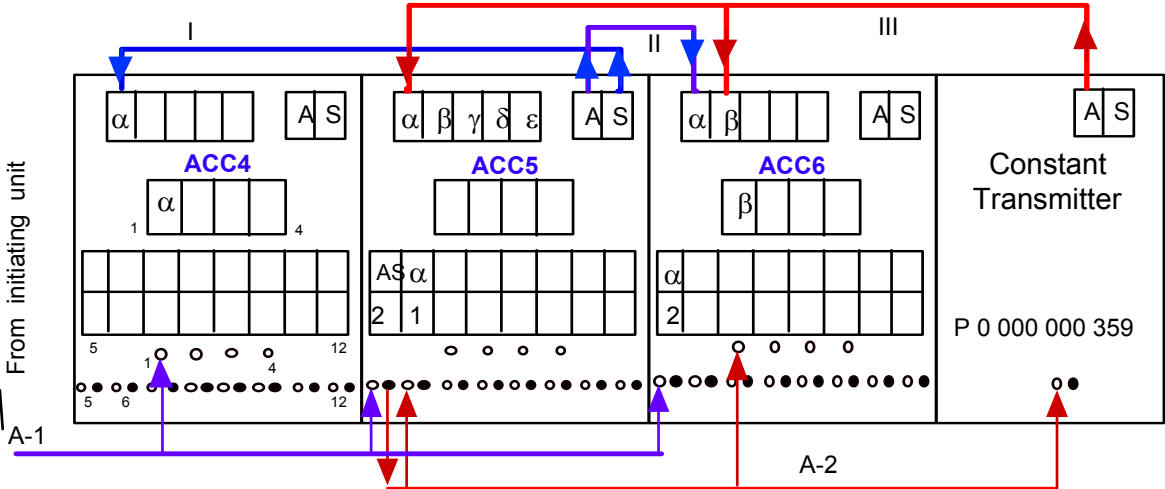 I
II
III
α
A S
α β γ δ ε
A S
α β
A S
A S
ACC4
ACC5
ACC6
Constant
Transmitter
α
1
4
β
AS α
2 1
α
2
P 0 000 000 359
5
12
1
4
5
6
12
From initiating unit
A-1
A-2